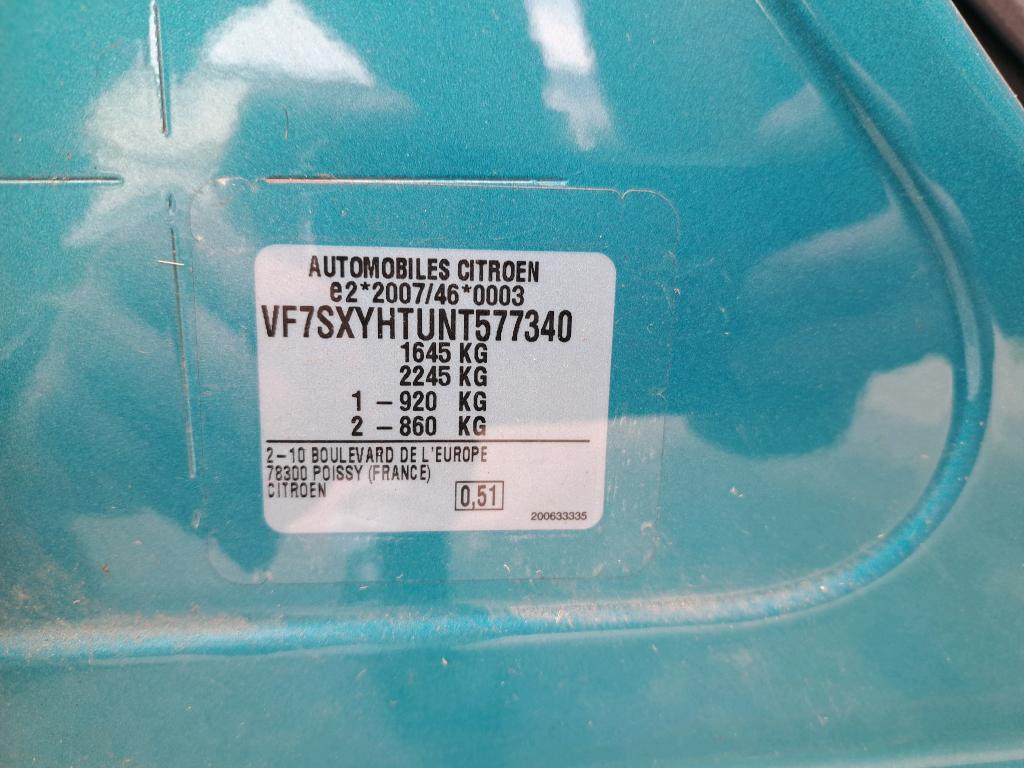 AUTOMOBILES CITROEN
e2*2007/46*0003
VF7SXYHTUNT577340
1645 KG
2245 KG
1 – 920 KG
2 – 860 KG
2–10 BOULEVARD DE L'EUROPE
78300 POISSY (FRANCE)
CITROEN
0,51
200633335